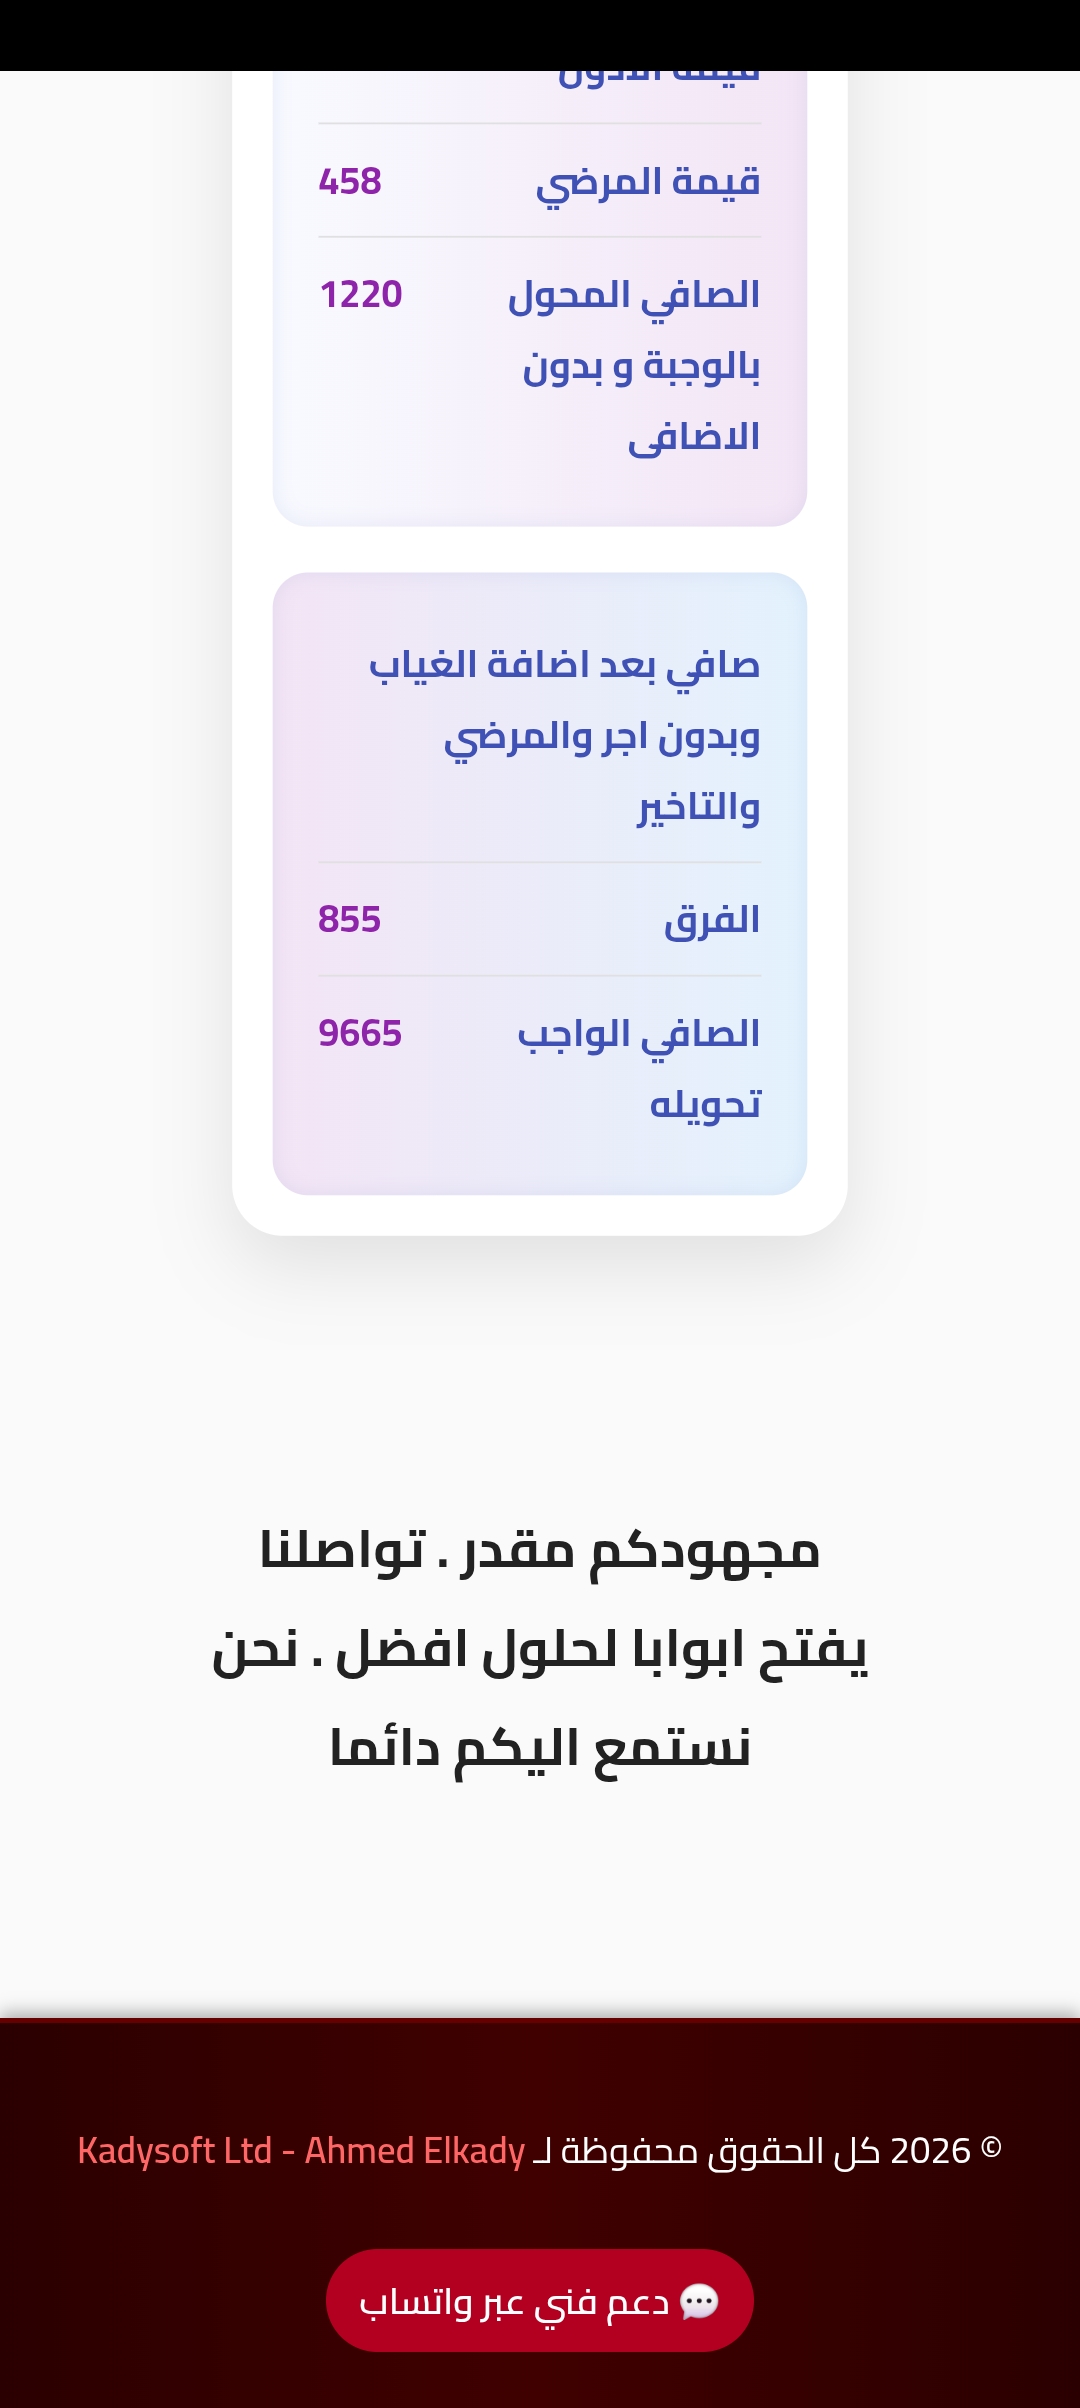 قيمة المرضي 458
الصافي المحول 1220
بالوجبة و بدون
الاضافى
صافي بعد اضافة الغياب
وبدون اجر والمرضي
والتاخير
الفرق 855
الصافي الواجب 9665
تحويله
مجهودكم مقدر . تواصلنا
يفتح ابوابا لحلول افضل . نحن
نستمع اليكم دائما
© 2026 كل الحقوق محفوظة لـ Kadysoft Ltd - Ahmed Elkady
💬 دعم فني عبر واتساب